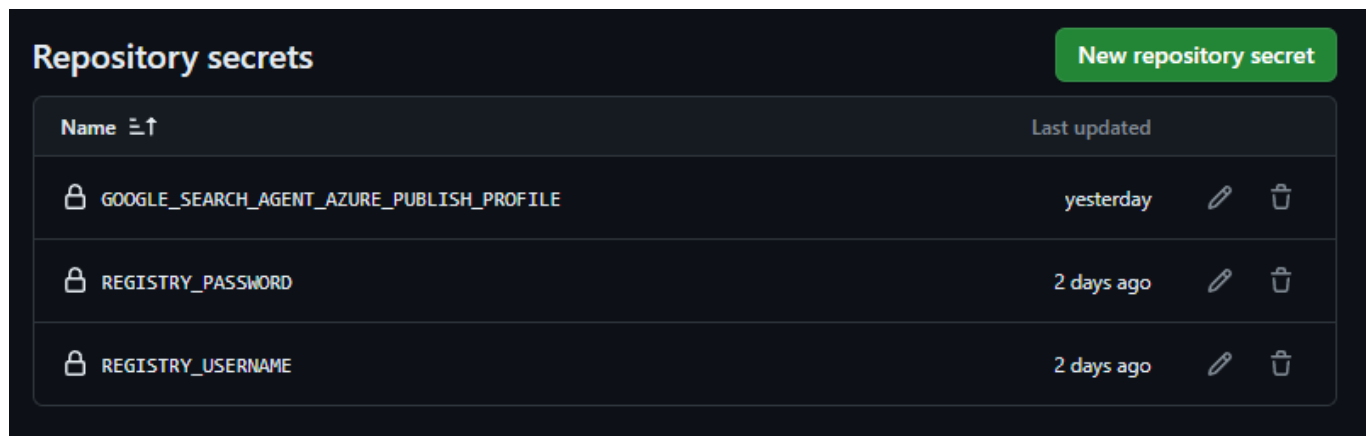 Repository secrets
New repository secret
Name
Last updated
GOOGLE_SEARCH_AGENT_AZURE_PUBLISH_PROFILE
yesterday
REGISTRY_PASSWORD
2 days ago
REGISTRY_USERNAME
2 days ago